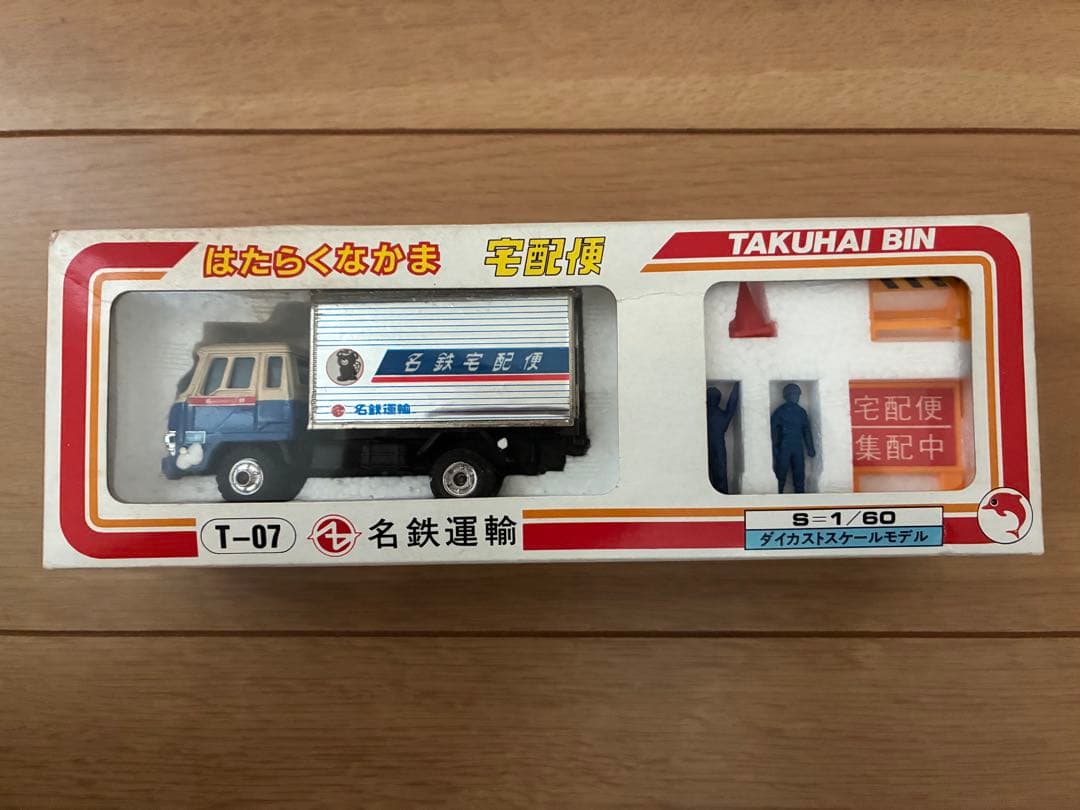 はたらくなかま 宅配便 TAKUHAI BIN
名鉄宅配便
名鉄運輸
宅配便
集配中
T-07 名鉄運輸
S=1/60
ダイカストスケールモデル